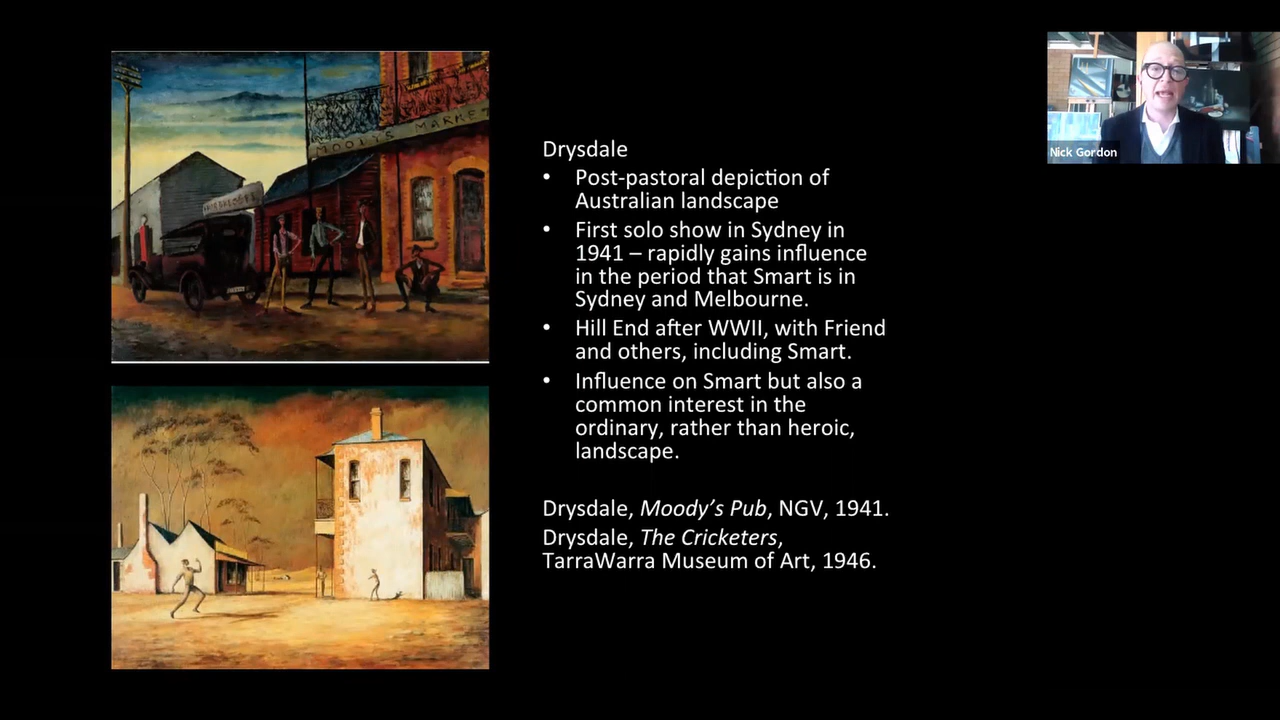 MOODYS MARKET
Drysdale
• Post-pastoral depiction of
Australian landscape
• First solo show in Sydney in
1941 – rapidly gains influence
in the period that Smart is in
Sydney and Melbourne.
• Hill End after WWII, with Friend
and others, including Smart.
• Influence on Smart but also a
common interest in the
ordinary, rather than heroic,
landscape.
Drysdale, Moody’s Pub, NGV, 1941.
Drysdale, The Cricketers,
TarraWarra Museum of Art, 1946.
Nick Gordon